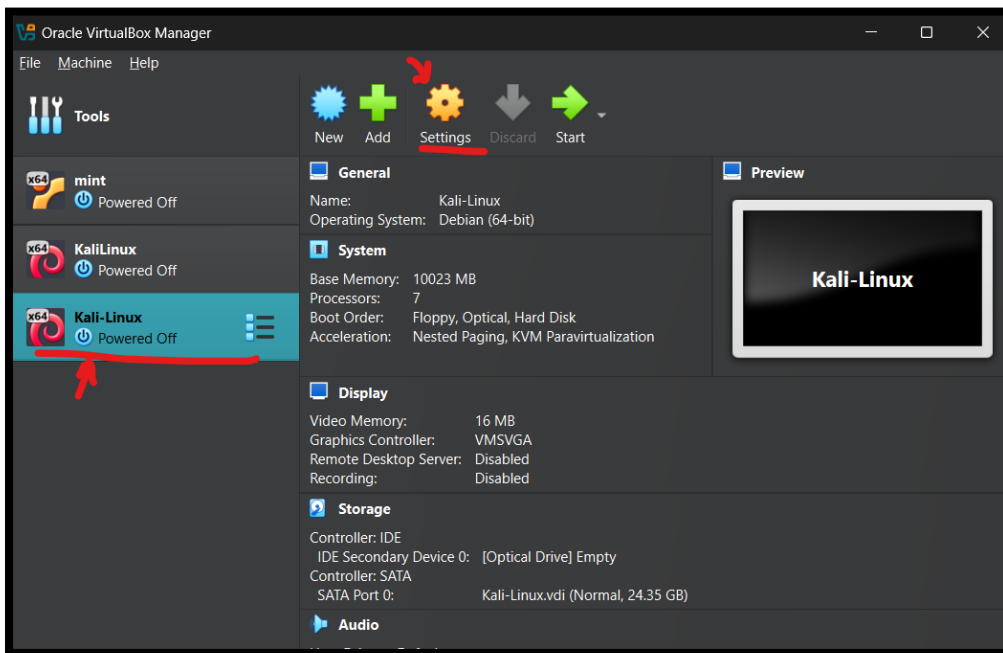 Oracle VirtualBox Manager
File Machine Help
Tools
New Add Settings Discard Start
x64 mint
Powered Off
x64 KaliLinux
Powered Off
x64 Kali-Linux
Powered Off
General
Name: Kali-Linux
Operating System: Debian (64-bit)
System
Base Memory: 10023 MB
Processors: 7
Boot Order: Floppy, Optical, Hard Disk
Acceleration: Nested Paging, KVM Paravirtualization
Preview
Kali-Linux
Display
Video Memory: 16 MB
Graphics Controller: VMSVGA
Remote Desktop Server: Disabled
Recording: Disabled
Storage
Controller: IDE
IDE Secondary Device 0: [Optical Drive] Empty
Controller: SATA
SATA Port 0: Kali-Linux.vdi (Normal, 24.35 GB)
Audio